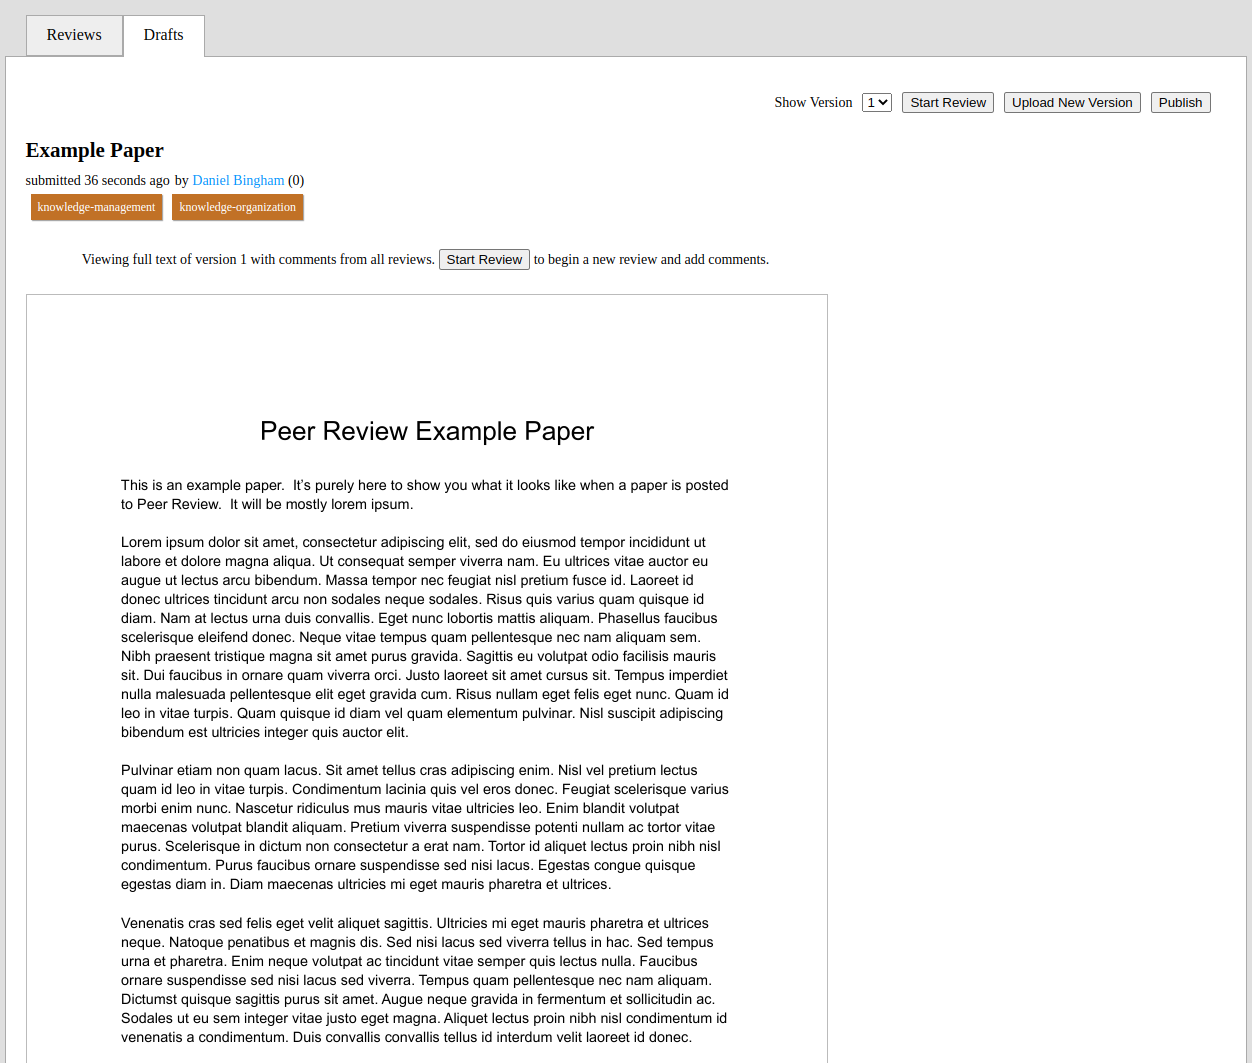 Reviews Drafts
Show Version 1 Start Review Upload New Version Publish
Example Paper
submitted 36 seconds ago by Daniel Bingham (0)
knowledge-management knowledge-organization
Viewing full text of version 1 with comments from all reviews. Start Review to begin a new review and add comments.
Peer Review Example Paper
This is an example paper.  It’s purely here to show you what it looks like when a paper is posted
to Peer Review.  It will be mostly lorem ipsum.
Lorem ipsum dolor sit amet, consectetur adipiscing elit, sed do eiusmod tempor incididunt ut
labore et dolore magna aliqua. Ut consequat semper viverra nam. Eu ultrices vitae auctor eu
augue ut lectus arcu bibendum. Massa tempor nec feugiat nisl pretium fusce id. Laoreet id
donec ultrices tincidunt arcu non sodales neque sodales. Risus quis varius quam quisque id
diam. Nam at lectus urna duis convallis. Eget nunc lobortis mattis aliquam. Phasellus faucibus
scelerisque eleifend donec. Neque vitae tempus quam pellentesque nec nam aliquam sem.
Nibh praesent tristique magna sit amet purus gravida. Sagittis eu volutpat odio facilisis mauris
sit. Dui faucibus in ornare quam viverra orci. Justo laoreet sit amet cursus sit. Tempus imperdiet
nulla malesuada pellentesque elit eget gravida cum. Risus nullam eget felis eget nunc. Quam id
leo in vitae turpis. Quam quisque id diam vel quam elementum pulvinar. Nisl suscipit adipiscing
bibendum est ultricies integer quis auctor elit.
Pulvinar etiam non quam lacus. Sit amet tellus cras adipiscing enim. Nisl vel pretium lectus
quam id leo in vitae turpis. Condimentum lacinia quis vel eros donec. Feugiat scelerisque varius
morbi enim nunc. Nascetur ridiculus mus mauris vitae ultricies leo. Enim blandit volutpat
maecenas volutpat blandit aliquam. Pretium viverra suspendisse potenti nullam ac tortor vitae
purus. Scelerisque in dictum non consectetur a erat nam. Tortor id aliquet lectus proin nibh nisl
condimentum. Purus faucibus ornare suspendisse sed nisi lacus. Egestas congue quisque
egestas diam in. Diam maecenas ultricies mi eget mauris pharetra et ultrices.
Venenatis cras sed felis eget velit aliquet sagittis. Ultricies mi eget mauris pharetra et ultrices
neque. Natoque penatibus et magnis dis. Sed nisi lacus sed viverra tellus in hac. Sed tempus
urna et pharetra. Enim neque volutpat ac tincidunt vitae semper quis lectus nulla. Faucibus
ornare suspendisse sed nisi lacus sed viverra. Tempus quam pellentesque nec nam aliquam.
Dictumst quisque sagittis purus sit amet. Augue neque gravida in fermentum et sollicitudin ac.
Sodales ut eu sem integer vitae justo eget magna. Aliquet lectus proin nibh nisl condimentum id
venenatis a condimentum. Duis convallis convallis tellus id interdum velit laoreet id donec.